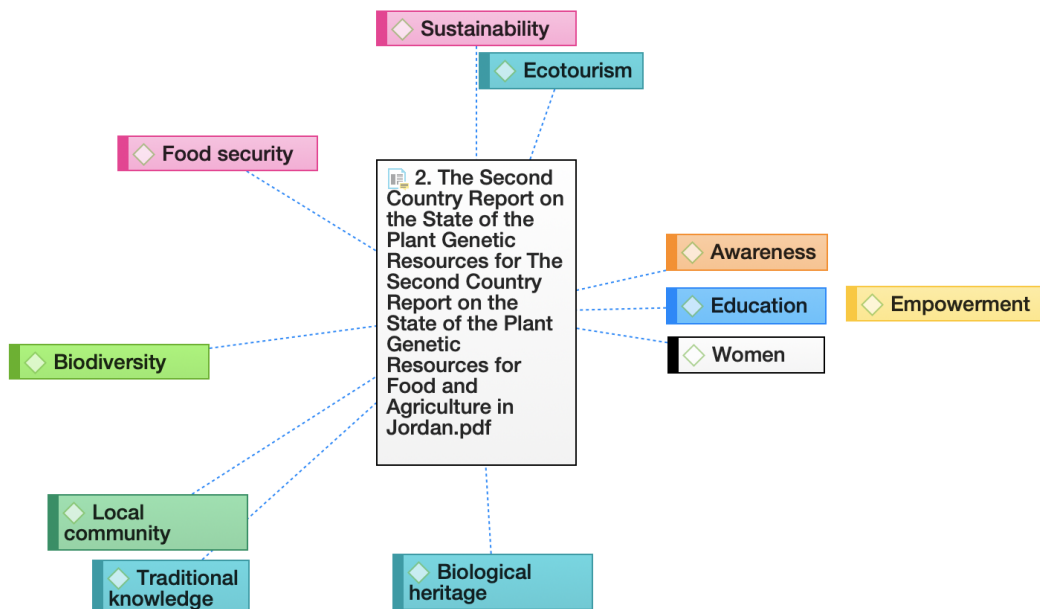 Sustainability
Ecotourism
Food security
2. The Second
Country Report on
the State of the
Plant Genetic
Resources for The
Second Country
Report on the
State of the Plant
Genetic
Resources for
Food and
Agriculture in
Jordan.pdf
Awareness
Education
Empowerment
Women
Biodiversity
Local
community
Traditional
knowledge
Biological
heritage